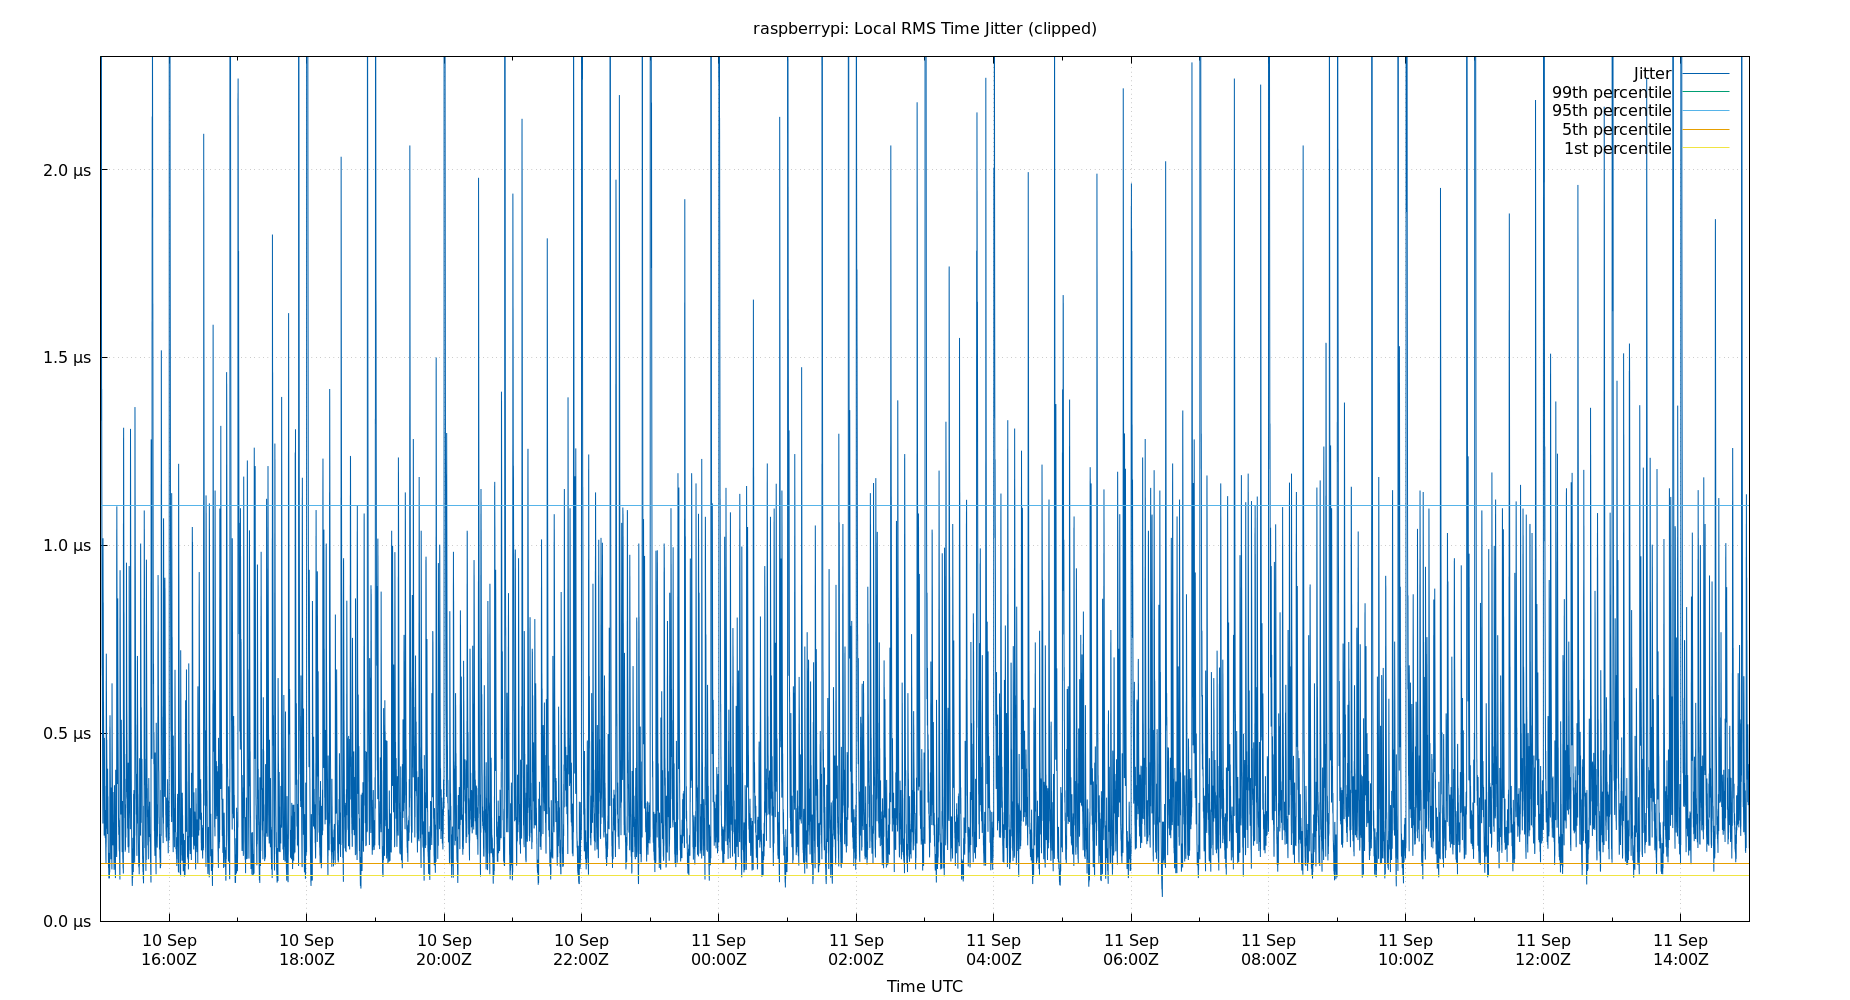 raspberrypi: Local RMS Time Jitter (clipped)
Jitter
99th percentile
95th percentile
5th percentile
1st percentile
2.0 µs
1.5 µs
1.0 µs
0.5 µs
0.0 µs
10 Sep 10 Sep 10 Sep 10 Sep 11 Sep 11 Sep 11 Sep 11 Sep 11 Sep 11 Sep 11 Sep 11 Sep
16:00Z 18:00Z 20:00Z 22:00Z 00:00Z 02:00Z 04:00Z 06:00Z 08:00Z 10:00Z 12:00Z 14:00Z
Time UTC